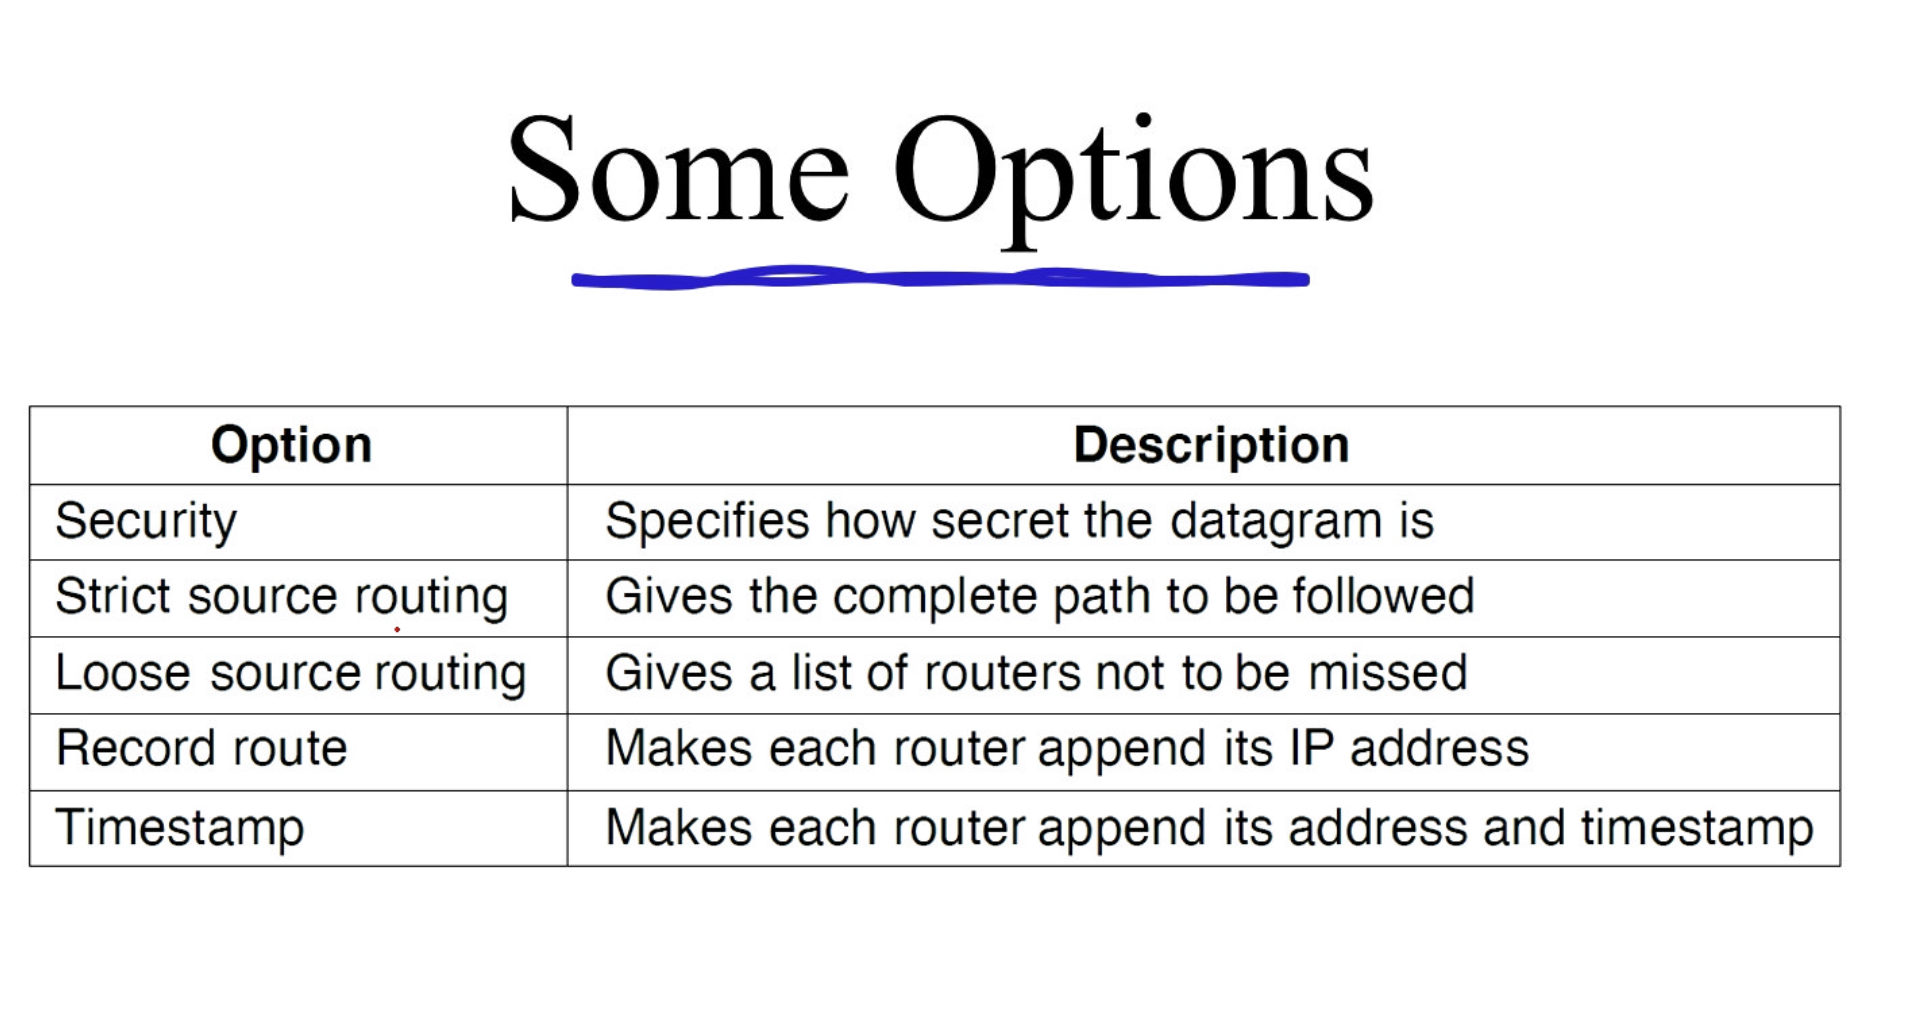 Some Options
Option Description
Security Specifies how secret the datagram is
Strict source routing Gives the complete path to be followed
Loose source routing Gives a list of routers not to be missed
Record route Makes each router append its IP address
Timestamp Makes each router append its address and timestamp